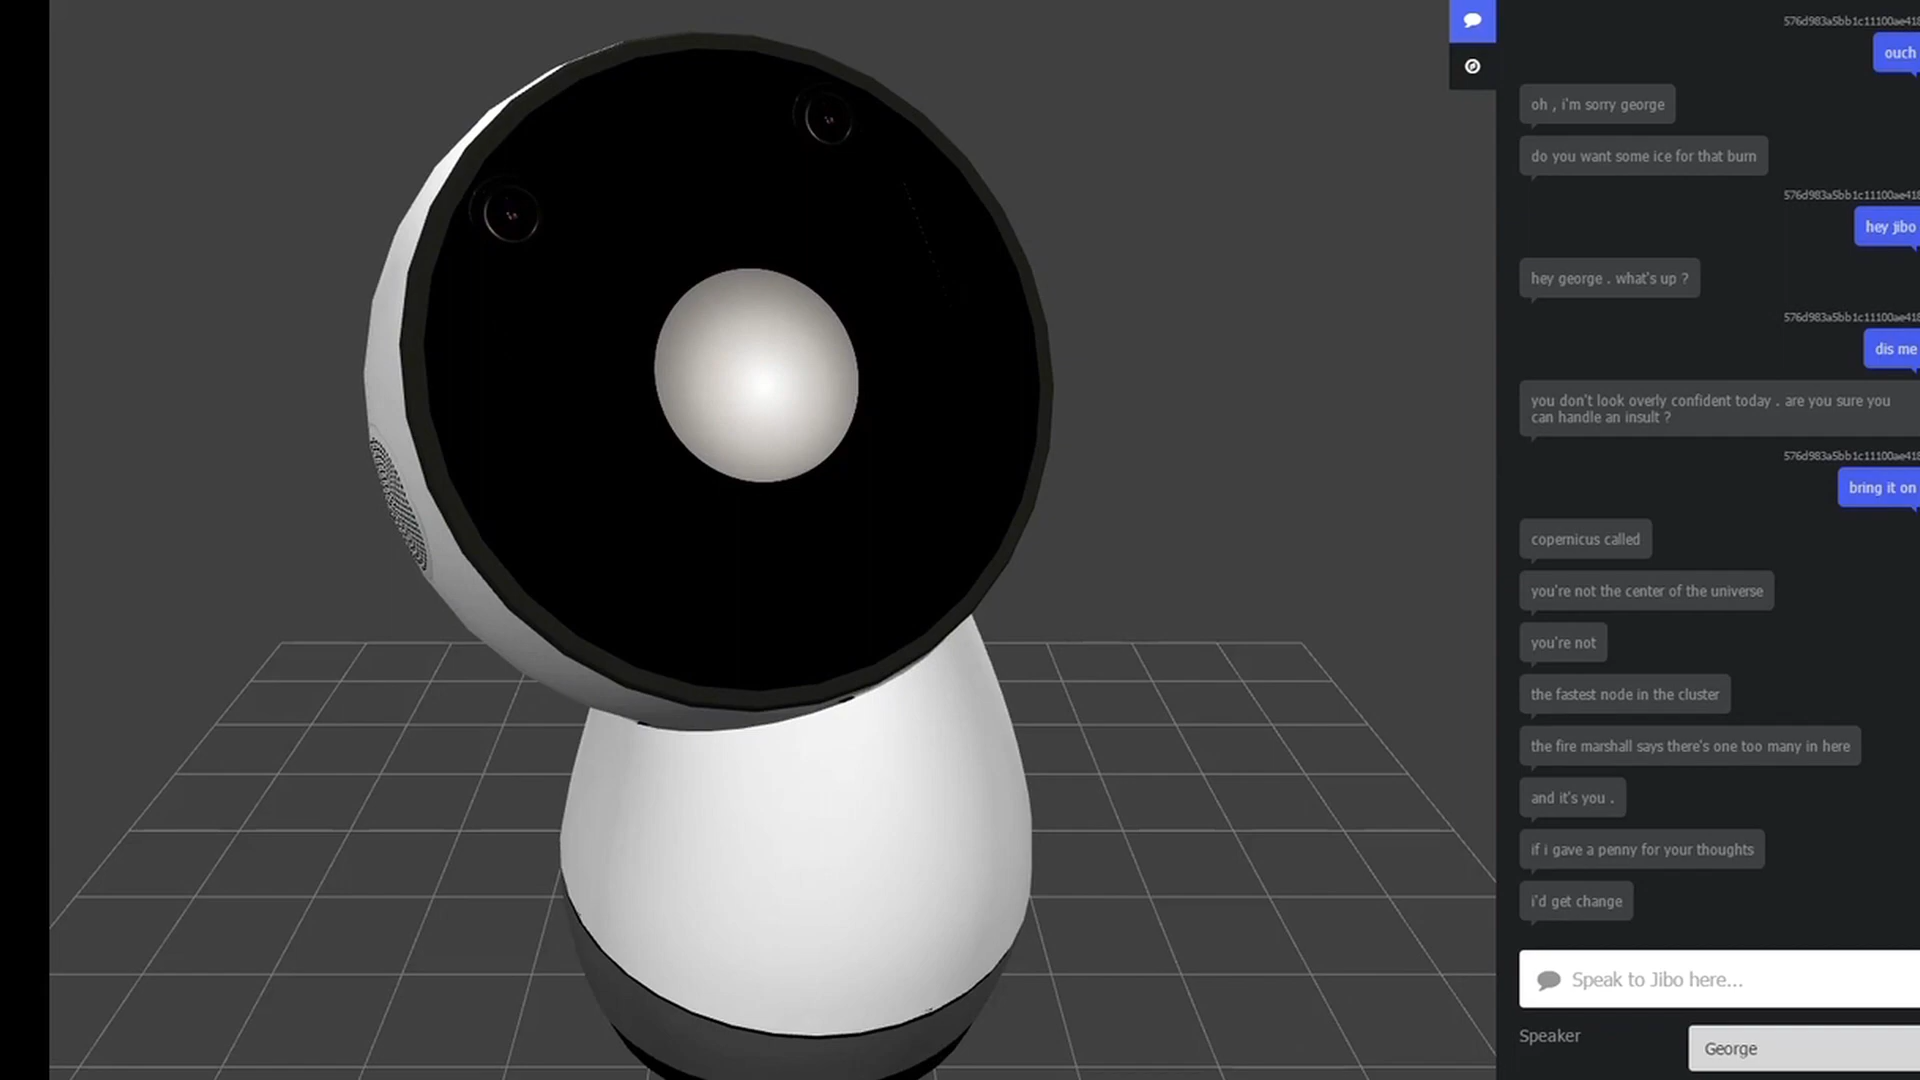 576d983a5bb1c11100ae418
ouch
oh , i'm sorry george
do you want some ice for that burn
576d983a5bb1c11100ae418
hey jibo
hey george . what's up ?
576d983a5bb1c11100ae418
dis me
you don't look overly confident today . are you sure you
can handle an insult ?
576d983a5bb1c11100ae418
bring it on
copernicus called
you're not the center of the universe
you're not
the fastest node in the cluster
the fire marshall says there's one too many in here
and it's you .
if i gave a penny for your thoughts
i'd get change
Speak to Jibo here...
Speaker
George